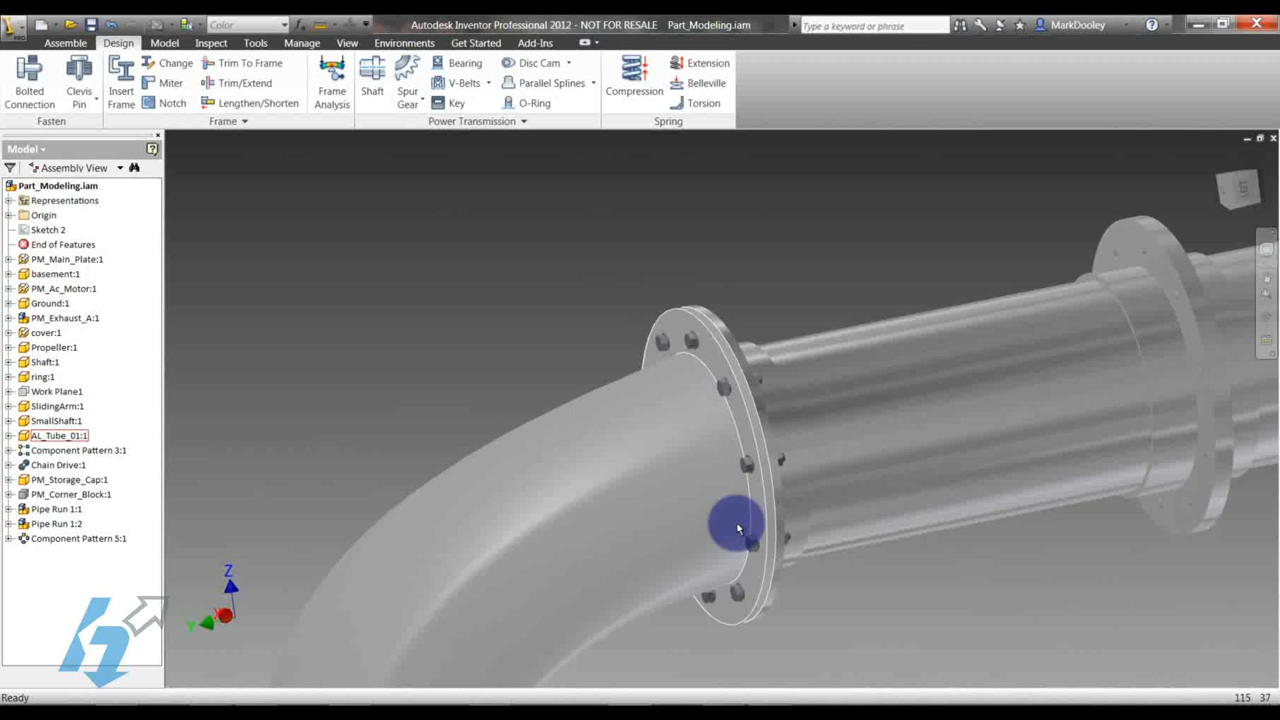 PRO
Color
Autodesk Inventor Professional 2012 - NOT FOR RESALE Part_Modeling.iam
Type a keyword or phrase
MarkDooley
Assemble Design Model Inspect Tools Manage View Environments Get Started Add-Ins
Bolted Connection
Clevis Pin
Fasten
Insert Frame
Change
Miter
Notch
Trim To Frame
Trim/Extend
Lengthen/Shorten
Frame Analysis
Frame
Shaft
Spur Gear
Bearing
V-Belts
Key
Disc Cam
Parallel Splines
O-Ring
Power Transmission
Compression
Extension
Belleville
Torsion
Spring
Model
Assembly View
Part_Modeling.iam
Representations
Origin
Sketch 2
End of Features
PM_Main_Plate:1
basement:1
PM_Ac_Motor:1
Ground:1
PM_Exhaust_A:1
cover:1
Propeller:1
Shaft:1
ring:1
Work Plane1
SlidingArm:1
SmallShaft:1
AL_Tube_01:1
Component Pattern 3:1
Chain Drive:1
PM_Storage_Cap:1
PM_Corner_Block:1
Pipe Run 1:1
Pipe Run 1:2
Component Pattern 5:1
Z
X
Y
Ready
115 37